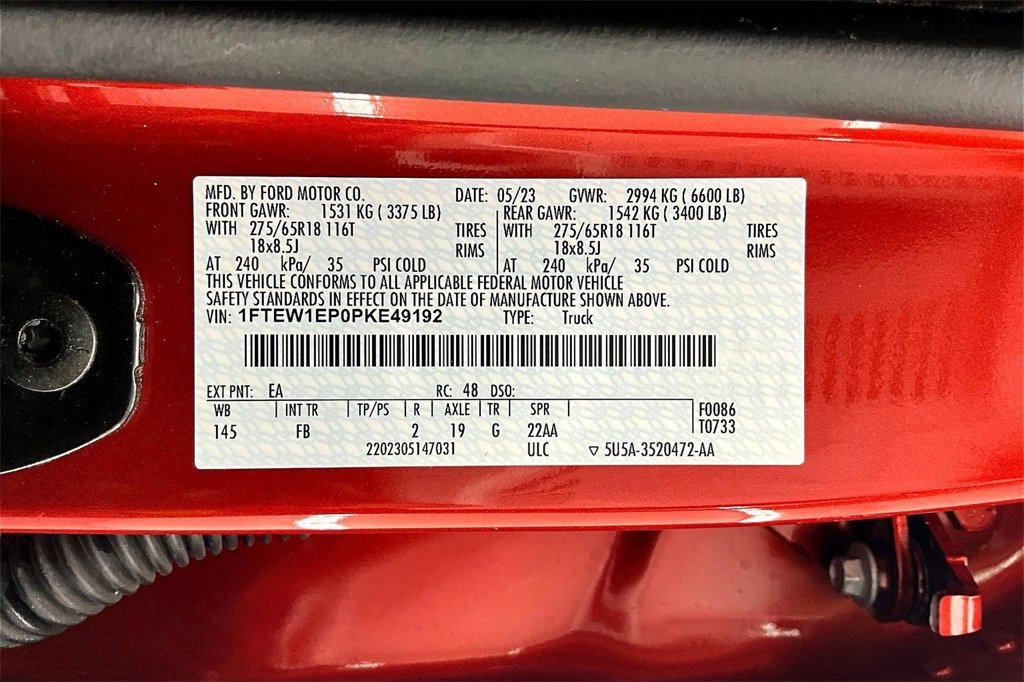 MFD. BY FORD MOTOR CO. DATE: 05/23 GVWR: 2994 KG ( 6600 LB)
FRONT GAWR: 1531 KG ( 3375 LB) REAR GAWR: 1542 KG ( 3400 LB)
WITH 275/65R18 116T TIRES WITH 275/65R18 116T TIRES
18x8.5J RIMS 18x8.5J RIMS
AT 240 kPa/ 35 PSI COLD AT 240 kPa/ 35 PSI COLD
THIS VEHICLE CONFORMS TO ALL APPLICABLE FEDERAL MOTOR VEHICLE
SAFETY STANDARDS IN EFFECT ON THE DATE OF MANUFACTURE SHOWN ABOVE.
VIN: 1FTEW1EP0PKE49192 TYPE: Truck
EXT PNT: EA RC: 48 DSO:
WB INT TR TP/PS R AXLE TR SPR F0086
145 FB 2 19 G 22AA T0733
2202305147031 ULC ▽ 5U5A-3520472-AA